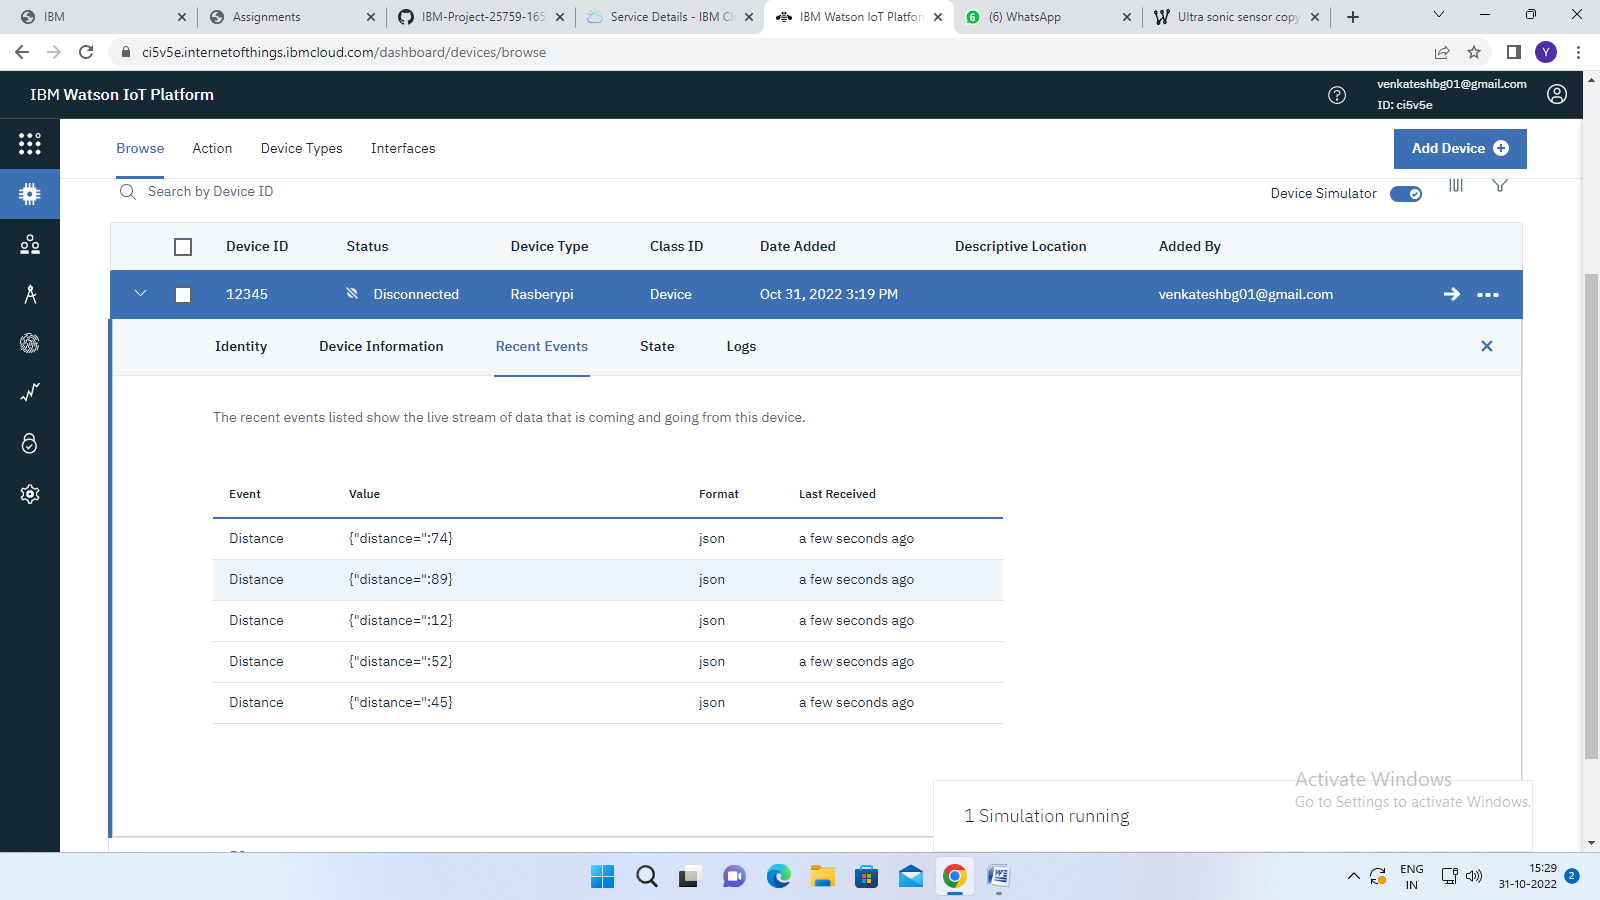 IBM
Assignments
IBM-Project-25759-165
Service Details - IBM Cl
IBM Watson IoT Platform
(6) WhatsApp
Ultra sonic sensor copy
ci5v5e.internetofthings.ibmcloud.com/dashboard/devices/browse
Y
IBM Watson IoT Platform
venkateshbg01@gmail.com
ID: ci5v5e
Browse Action Device Types Interfaces
Add Device
Search by Device ID
Device Simulator
Device ID Status Device Type Class ID Date Added Descriptive Location Added By
12345 Disconnected Rasberypi Device Oct 31, 2022 3:19 PM venkateshbg01@gmail.com
Identity Device Information Recent Events State Logs
The recent events listed show the live stream of data that is coming and going from this device.
Event Value Format Last Received
Distance {"distance=":74} json a few seconds ago
Distance {"distance=":89} json a few seconds ago
Distance {"distance=":12} json a few seconds ago
Distance {"distance=":52} json a few seconds ago
Distance {"distance=":45} json a few seconds ago
Activate Windows
Go to Settings to activate Windows.
1 Simulation running
ENG
IN
15:29
31-10-2022
2